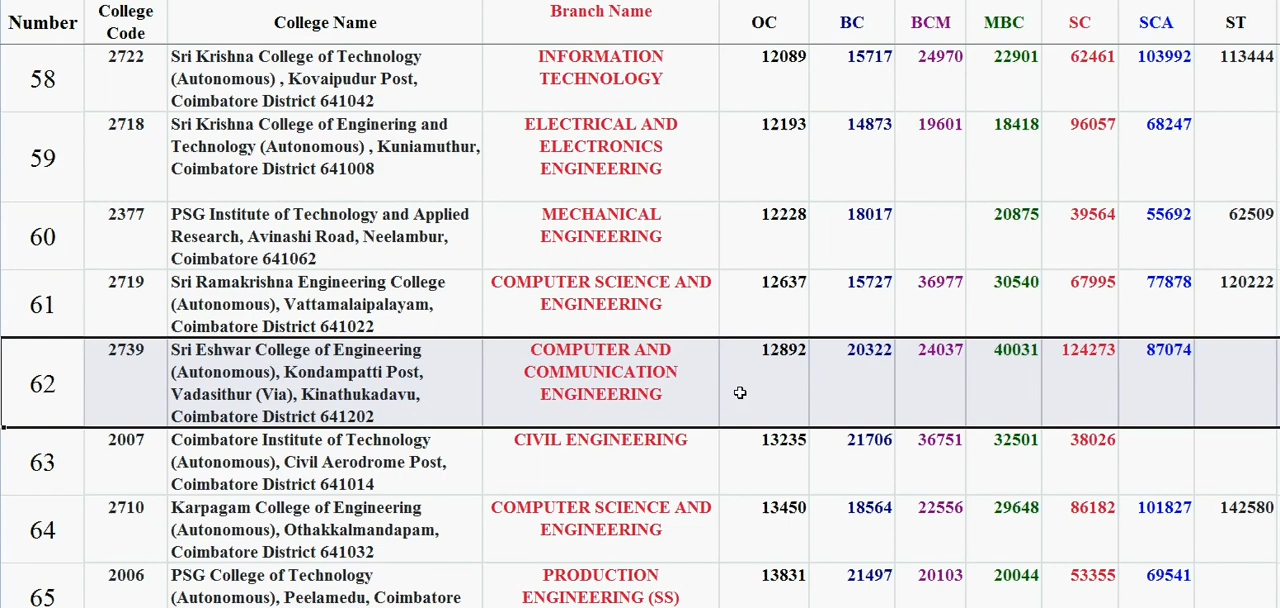 Number College Code College Name Branch Name OC BC BCM MBC SC SCA ST
58 2722 Sri Krishna College of Technology INFORMATION 12089 15717 24970 22901 62461 103992 113444
(Autonomous) , Kovaipudur Post, TECHNOLOGY
Coimbatore District 641042
59 2718 Sri Krishna College of Enginering and ELECTRICAL AND 12193 14873 19601 18418 96057 68247
Technology (Autonomous) , Kuniamuthur, ELECTRONICS
Coimbatore District 641008 ENGINEERING
60 2377 PSG Institute of Technology and Applied MECHANICAL 12228 18017 20875 39564 55692 62509
Research, Avinashi Road, Neelambur, ENGINEERING
Coimbatore 641062
61 2719 Sri Ramakrishna Engineering College COMPUTER SCIENCE AND 12637 15727 36977 30540 67995 77878 120222
(Autonomous), Vattamalaipalayam, ENGINEERING
Coimbatore District 641022
62 2739 Sri Eshwar College of Engineering COMPUTER AND 12892 20322 24037 40031 124273 87074
(Autonomous), Kondampatti Post, COMMUNICATION
Vadasithur (Via), Kinathukadavu, ENGINEERING
Coimbatore District 641202
63 2007 Coimbatore Institute of Technology CIVIL ENGINEERING 13235 21706 36751 32501 38026
(Autonomous), Civil Aerodrome Post,
Coimbatore District 641014
64 2710 Karpagam College of Engineering COMPUTER SCIENCE AND 13450 18564 22556 29648 86182 101827 142580
(Autonomous), Othakkalmandapam, ENGINEERING
Coimbatore District 641032
65 2006 PSG College of Technology PRODUCTION 13831 21497 20103 20044 53355 69541
(Autonomous), Peelamedu, Coimbatore ENGINEERING (SS)